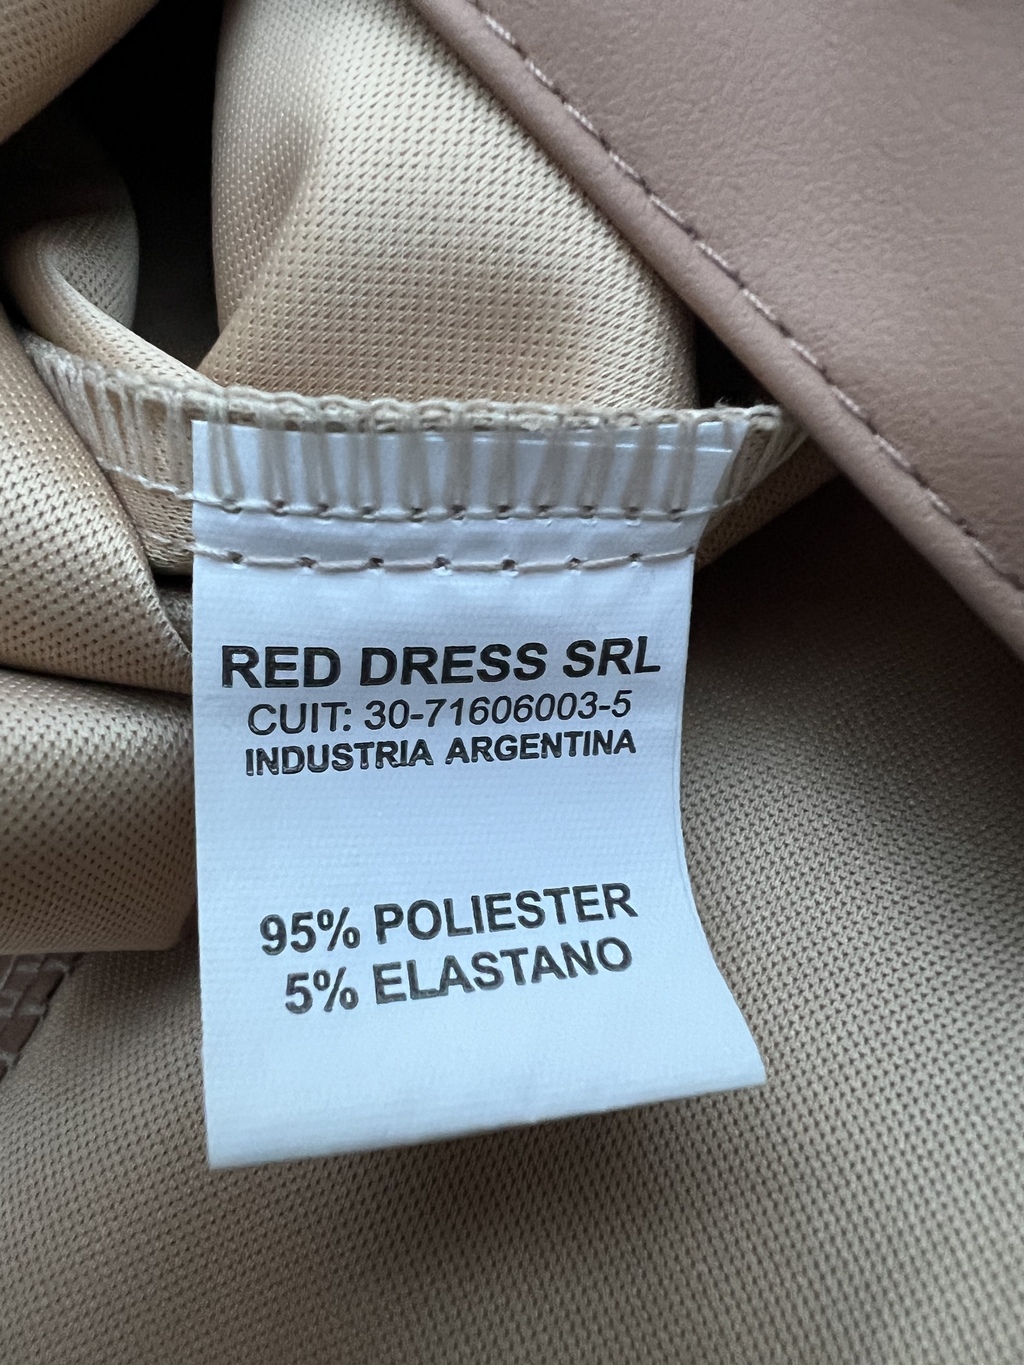 RED DRESS SRL
CUIT: 30-71606003-5
INDUSTRIA ARGENTINA
95% POLIESTER
5% ELASTANO